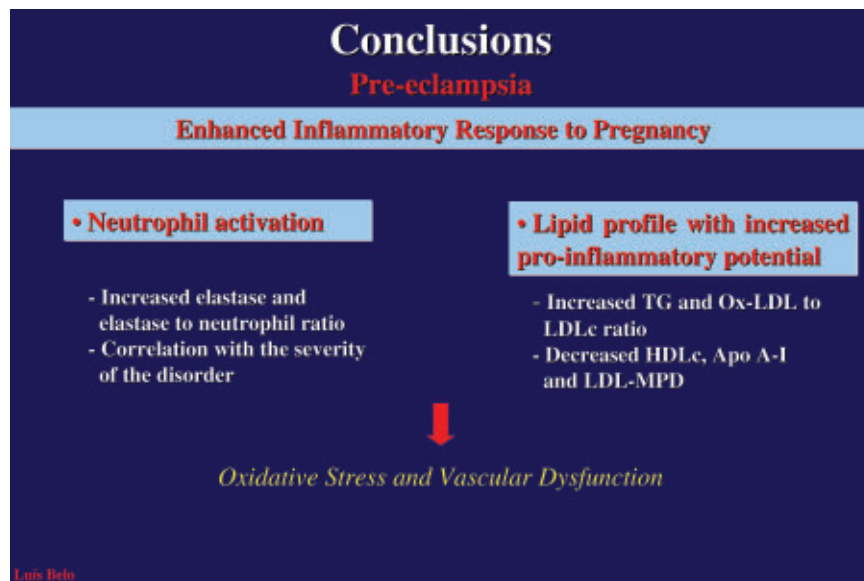 Conclusions
Pre-eclampsia
Enhanced Inflammatory Response to Pregnancy
• Neutrophil activation
- Increased elastase and
elastase to neutrophil ratio
- Correlation with the severity
of the disorder
• Lipid profile with increased
pro-inflammatory potential
- Increased TG and Ox-LDL to
LDLc ratio
- Decreased HDLc, Apo A-I
and LDL-MPD
Oxidative Stress and Vascular Dysfunction
Luís Belo